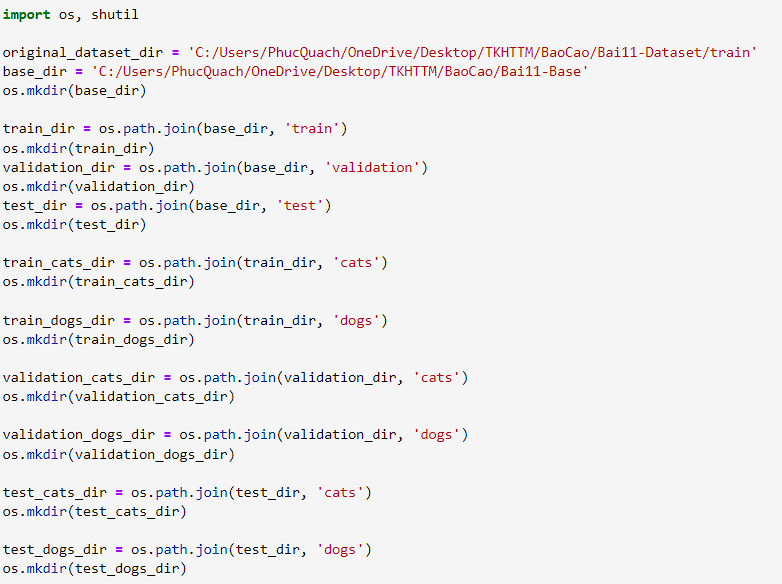 import os, shutil
original_dataset_dir = 'C:/Users/PhucQuach/OneDrive/Desktop/TKHTTM/BaoCao/Bai11-Dataset/train'
base_dir = 'C:/Users/PhucQuach/OneDrive/Desktop/TKHTTM/BaoCao/Bai11-Base'
os.mkdir(base_dir)
train_dir = os.path.join(base_dir, 'train')
os.mkdir(train_dir)
validation_dir = os.path.join(base_dir, 'validation')
os.mkdir(validation_dir)
test_dir = os.path.join(base_dir, 'test')
os.mkdir(test_dir)
train_cats_dir = os.path.join(train_dir, 'cats')
os.mkdir(train_cats_dir)
train_dogs_dir = os.path.join(train_dir, 'dogs')
os.mkdir(train_dogs_dir)
validation_cats_dir = os.path.join(validation_dir, 'cats')
os.mkdir(validation_cats_dir)
validation_dogs_dir = os.path.join(validation_dir, 'dogs')
os.mkdir(validation_dogs_dir)
test_cats_dir = os.path.join(test_dir, 'cats')
os.mkdir(test_cats_dir)
test_dogs_dir = os.path.join(test_dir, 'dogs')
os.mkdir(test_dogs_dir)